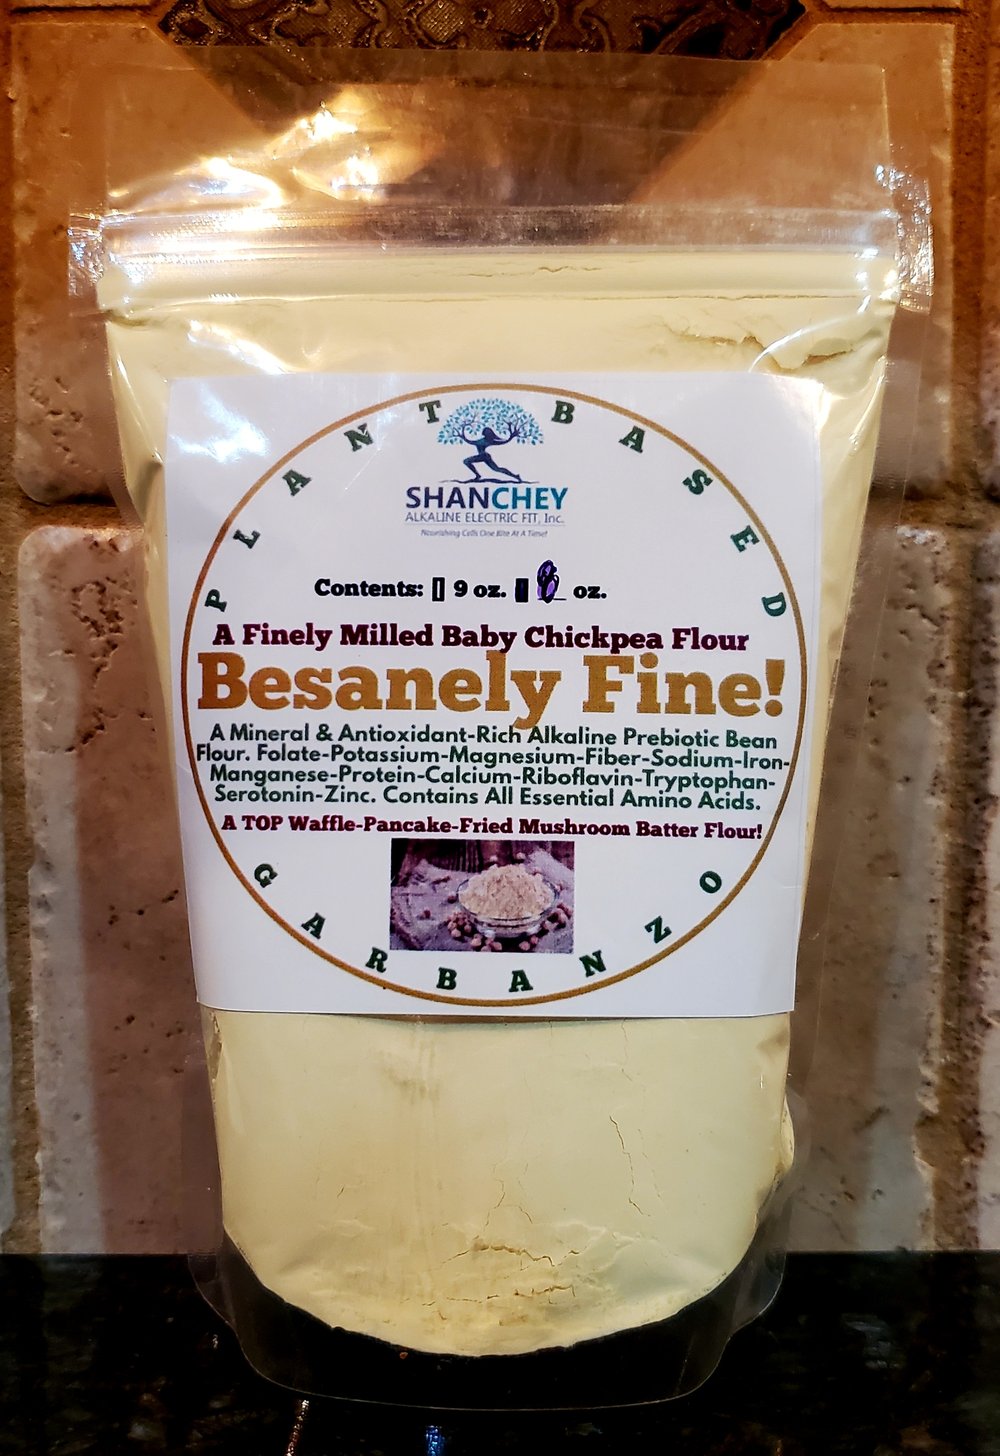 PLANT BASED
SHANCHEY
ALKALINE ELECTRIC FIT, Inc.
Nourishing Cells One Bite At A Time!
Contents: 9 oz. oz.
A Finely Milled Baby Chickpea Flour
Besanely Fine!
A Mineral & Antioxidant-Rich Alkaline Prebiotic Bean
Flour. Folate-Potassium-Magnesium-Fiber-Sodium-Iron-
Manganese-Protein-Calcium-Riboflavin-Tryptophan-
Serotonin-Zinc. Contains All Essential Amino Acids.
A TOP Waffle-Pancake-Fried Mushroom Batter Flour!
GARBANZO